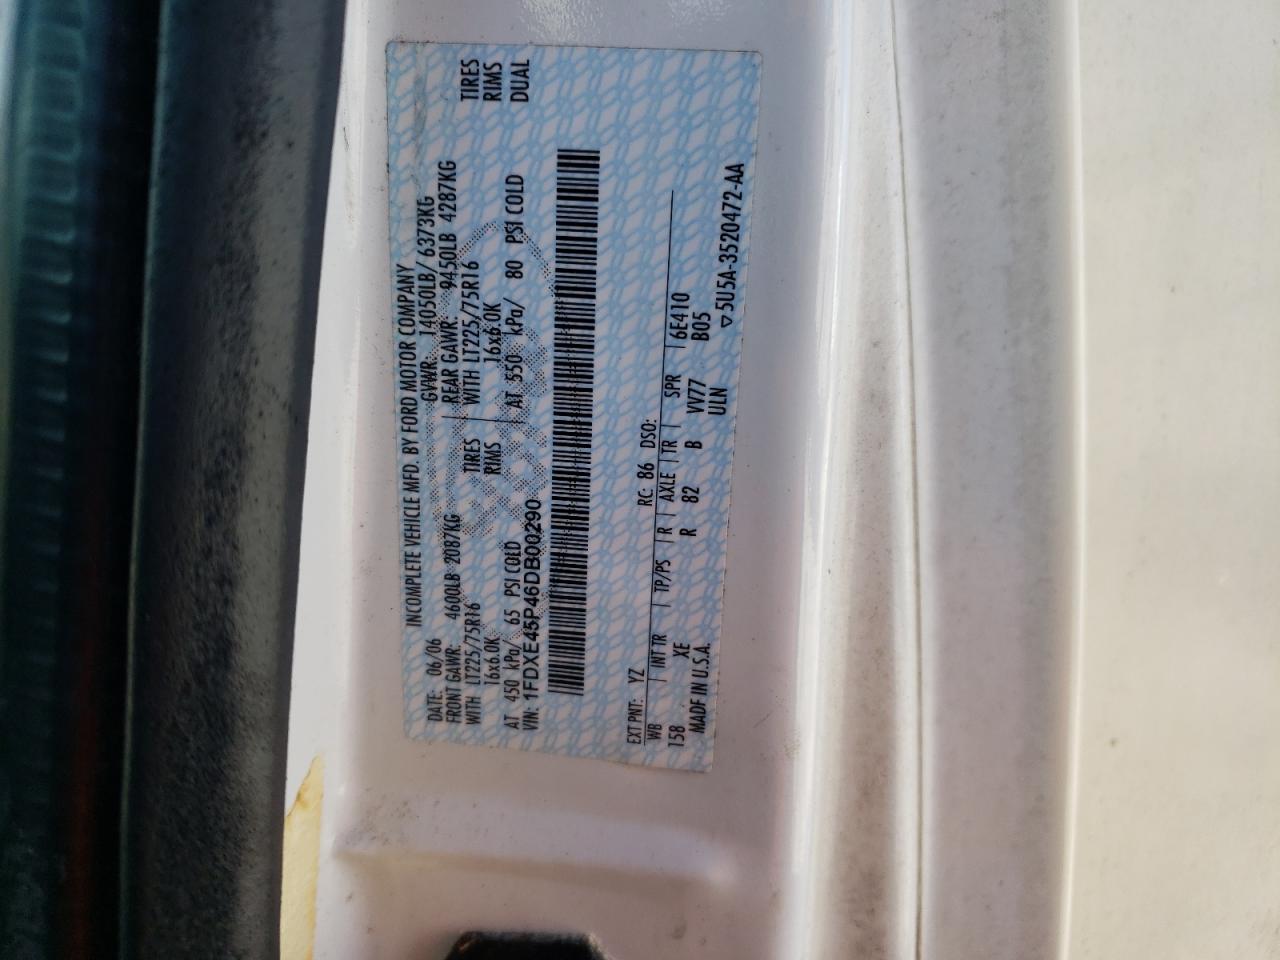 INCOMPLETE VEHICLE MFD. BY FORD MOTOR COMPANY
DATE: 06/06 GVWR: 14050LB/ 6373KG
FRONT GAWR: 4600LB 2087KG REAR GAWR: 9450LB 4287KG
WITH LT225/75R16 TIRES WITH LT225/75R16 TIRES
16x6.0K RIMS 16x6.0K RIMS
AT 450 kPa/ 65 PSI COLD AT 550 kPa/ 80 PSI COLD DUAL
VIN: 1FDXE45P46DB00290
EXT PNT: YZ RC: 86 DSO:
WB INT TR TP/PS R AXLE TR SPR 6E410
158 XE R 82 B VV77 B05
MADE IN U.S.A. ULN
▽5U5A-3520472-AA